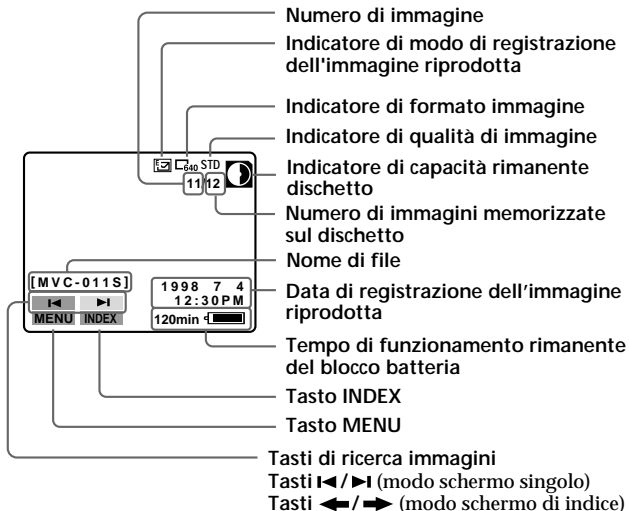 Numero di immagine
Indicatore di modo di registrazione
dell'immagine riprodotta
Indicatore di formato immagine
Indicatore di qualità di immagine
Indicatore di capacità rimanente
dischetto
Numero di immagini memorizzate
sul dischetto
Nome di file
Data di registrazione dell'immagine
riprodotta
Tempo di funzionamento rimanente
del blocco batteria
Tasto INDEX
Tasto MENU
Tasti di ricerca immagini
Tasti I◄/►I (modo schermo singolo)
Tasti ⬅/➡ (modo schermo di indice)
640 STD
11/12
[MVC-011S]
I◄ ►I
MENU INDEX
1998 7 4
12:30PM
120min